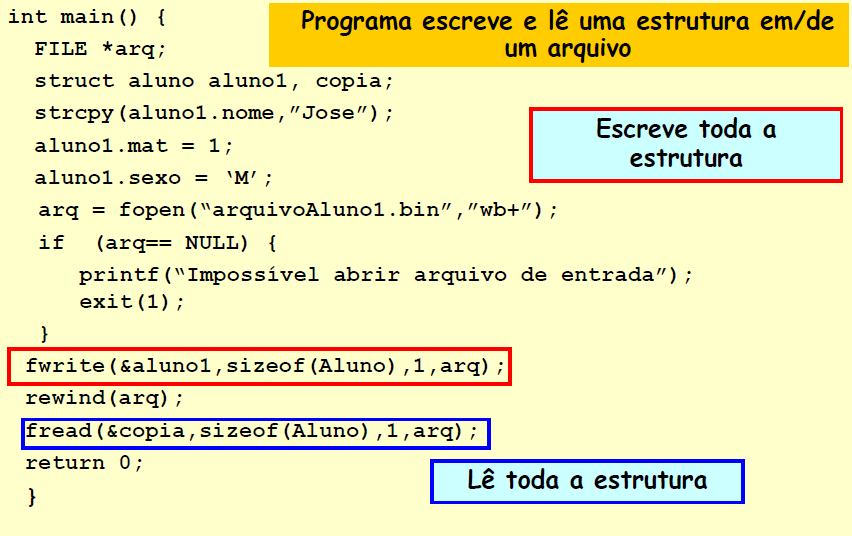 int main() {
Programa escreve e lê uma estrutura em/de
um arquivo
FILE *arq;
struct aluno aluno1, copia;
strcpy(aluno1.nome,”Jose”);
Escreve toda a
estrutura
aluno1.mat = 1;
aluno1.sexo = ‘M’;
arq = fopen(“arquivoAluno1.bin”,”wb+”);
if  (arq== NULL) {
printf(“Impossível abrir arquivo de entrada”);
exit(1);
}
fwrite(&aluno1,sizeof(Aluno),1,arq);
rewind(arq);
fread(&copia,sizeof(Aluno),1,arq);
return 0;
Lê toda a estrutura
}